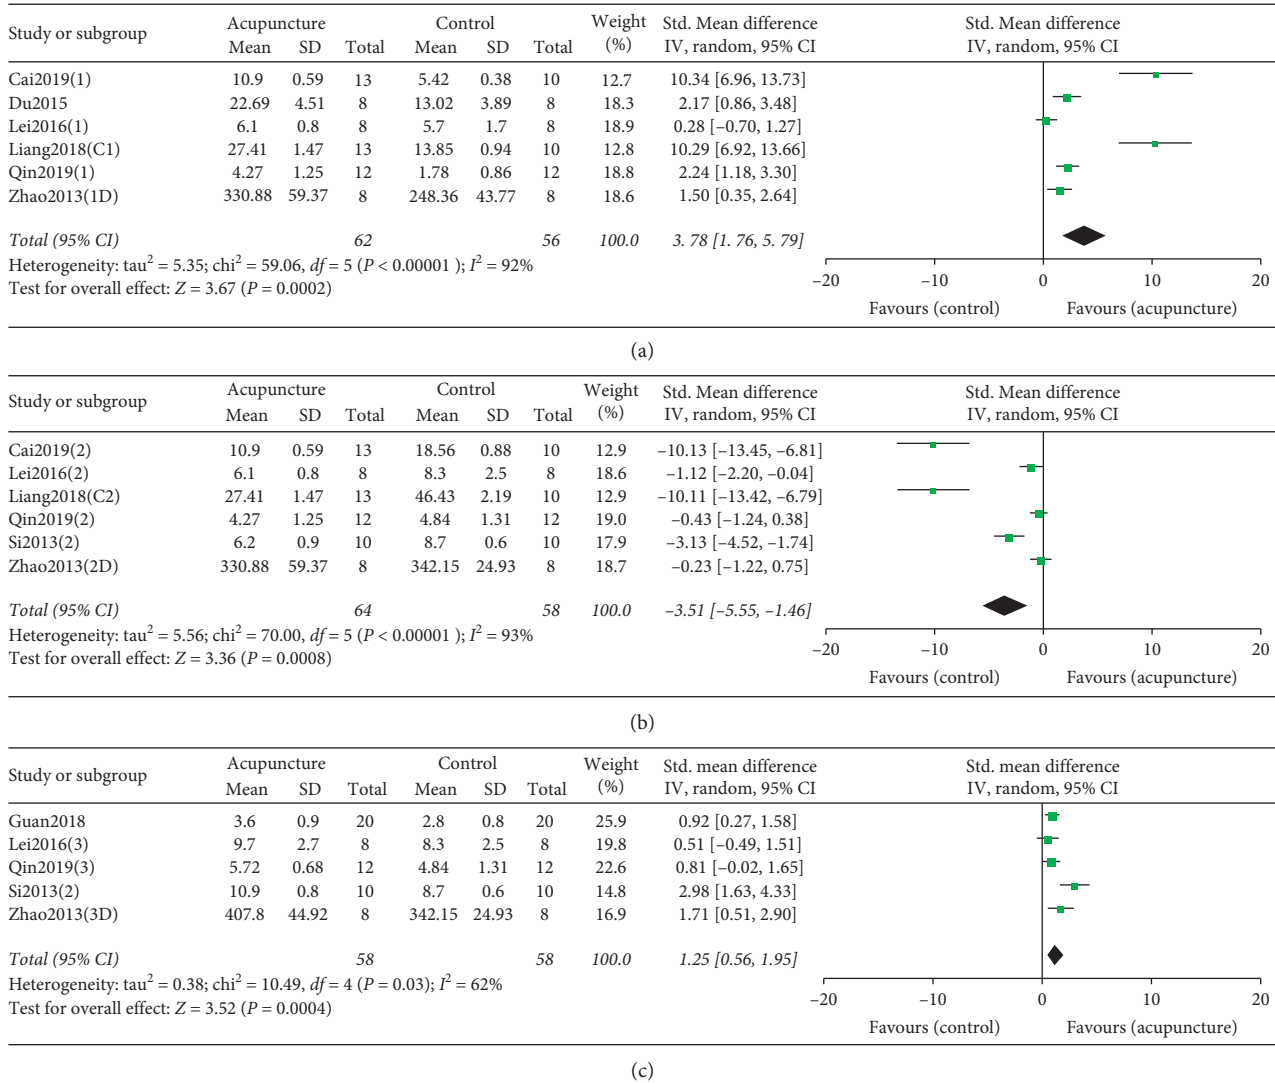 Study or subgroup Acupuncture Control Weight (%) Std. Mean difference IV, random, 95% CI Std. Mean difference IV, random, 95% CI
Mean SD Total Mean SD Total
Cai2019(1) 10.9 0.59 13 5.42 0.38 10 12.7 10.34 [6.96, 13.73]
Du2015 22.69 4.51 8 13.02 3.89 8 18.3 2.17 [0.86, 3.48]
Lei2016(1) 6.1 0.8 8 5.7 1.7 8 18.9 0.28 [−0.70, 1.27]
Liang2018(C1) 27.41 1.47 13 13.85 0.94 10 12.8 10.29 [6.92, 13.66]
Qin2019(1) 4.27 1.25 12 1.78 0.86 12 18.8 2.24 [1.18, 3.30]
Zhao2013(1D) 330.88 59.37 8 248.36 43.77 8 18.6 1.50 [0.35, 2.64]
Total (95% CI) 62 56 100.0 3. 78 [1. 76, 5. 79]
Heterogeneity: tau² = 5.35; chi² = 59.06, df = 5 (P < 0.00001 ); I² = 92%
Test for overall effect: Z = 3.67 (P = 0.0002)
−20 −10 0 10 20
Favours (control) Favours (acupuncture)
(a)
Study or subgroup Acupuncture Control Weight (%) Std. Mean difference IV, random, 95% CI Std. Mean difference IV, random, 95% CI
Mean SD Total Mean SD Total
Cai2019(2) 10.9 0.59 13 18.56 0.88 10 12.9 −10.13 [−13.45, −6.81]
Lei2016(2) 6.1 0.8 8 8.3 2.5 8 18.6 −1.12 [−2.20, −0.04]
Liang2018(C2) 27.41 1.47 13 46.43 2.19 10 12.9 −10.11 [−13.42, −6.79]
Qin2019(2) 4.27 1.25 12 4.84 1.31 12 19.0 −0.43 [−1.24, 0.38]
Si2013(2) 6.2 0.9 10 8.7 0.6 10 17.9 −3.13 [−4.52, −1.74]
Zhao2013(2D) 330.88 59.37 8 342.15 24.93 8 18.7 −0.23 [−1.22, 0.75]
Total (95% CI) 64 58 100.0 −3.51 [−5.55, −1.46]
Heterogeneity: tau² = 5.56; chi² = 70.00, df = 5 (P < 0.00001 ); I² = 93%
Test for overall effect: Z = 3.36 (P = 0.0008)
−20 −10 0 10 20
Favours (control) Favours (acupuncture)
(b)
Study or subgroup Acupuncture Control Weight (%) Std. mean difference IV, random, 95% CI Std. mean difference IV, random, 95% CI
Mean SD Total Mean SD Total
Guan2018 3.6 0.9 20 2.8 0.8 20 25.9 0.92 [0.27, 1.58]
Lei2016(3) 9.7 2.7 8 8.3 2.5 8 19.8 0.51 [−0.49, 1.51]
Qin2019(3) 5.72 0.68 12 4.84 1.31 12 22.6 0.81 [−0.02, 1.65]
Si2013(2) 10.9 0.8 10 8.7 0.6 10 14.8 2.98 [1.63, 4.33]
Zhao2013(3D) 407.8 44.92 8 342.15 24.93 8 16.9 1.71 [0.51, 2.90]
Total (95% CI) 58 58 100.0 1.25 [0.56, 1.95]
Heterogeneity: tau² = 0.38; chi² = 10.49, df = 4 (P = 0.03); I² = 62%
Test for overall effect: Z = 3.52 (P = 0.0004)
−20 −10 0 10 20
Favours (control) Favours (acupuncture)
(c)